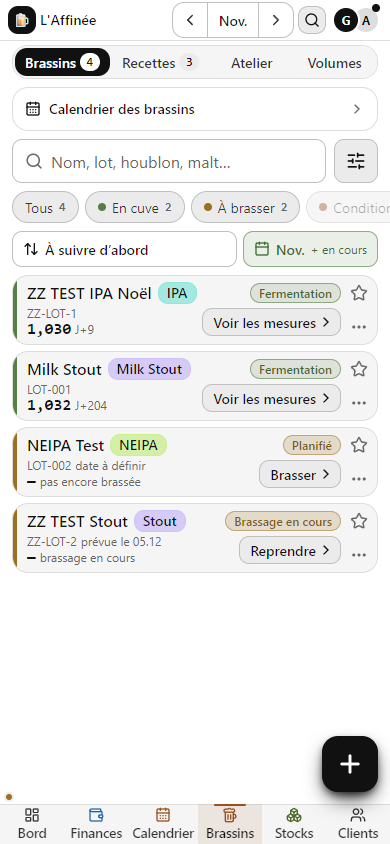 L'Affinée
Nov.
G A
Brassins 4
Recettes 3
Atelier
Volumes
Calendrier des brassins
Nom, lot, houblon, malt...
Tous 4
En cuve 2
À brasser 2
Condition
À suivre d'abord
Nov. + en cours
ZZ TEST IPA Noël IPA
Fermentation
ZZ-LOT-1
1,030 J+9
Voir les mesures
Milk Stout Milk Stout
Fermentation
LOT-001
1,032 J+204
Voir les mesures
NEIPA Test NEIPA
Planifié
LOT-002 date à définir
– pas encore brassée
Brasser
ZZ TEST Stout Stout
Brassage en cours
ZZ-LOT-2 prévue le 05.12
– brassage en cours
Reprendre
Bord
Finances
Calendrier
Brassins
Stocks
Clients